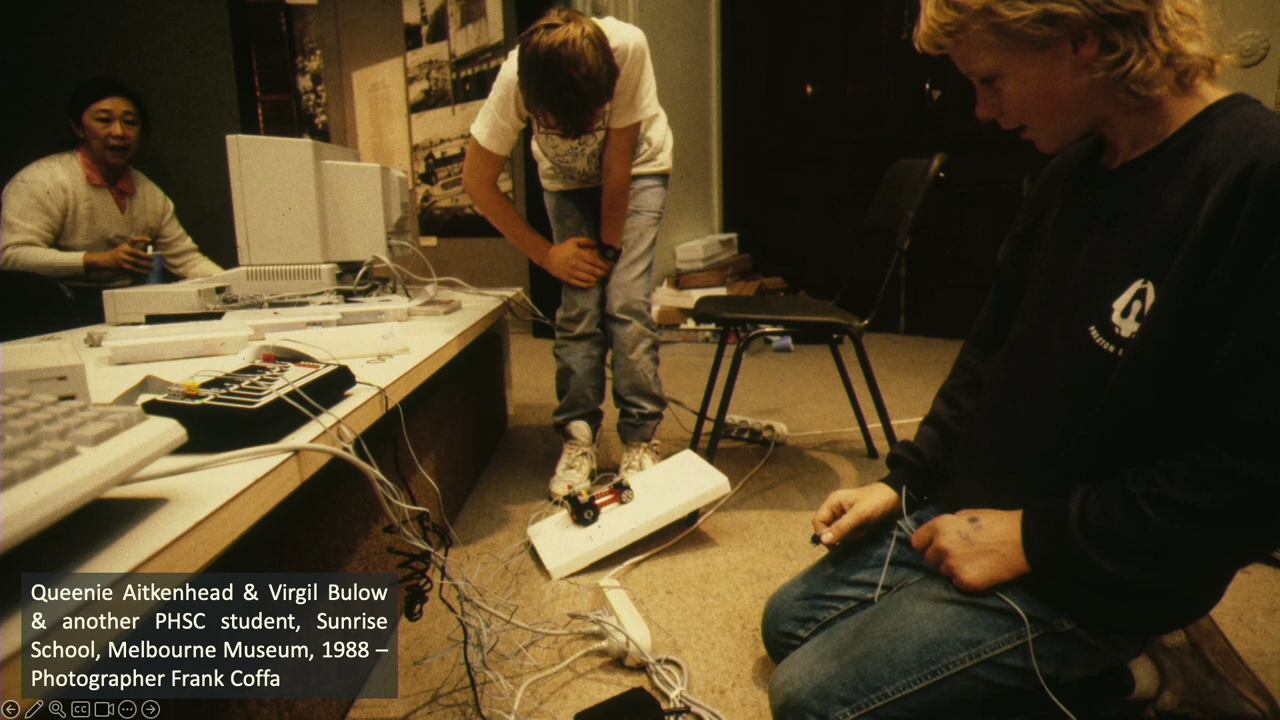 Queenie Aitkenhead & Virgil Bulow
& another PHSC student, Sunrise
School, Melbourne Museum, 1988 –
Photographer Frank Coffa